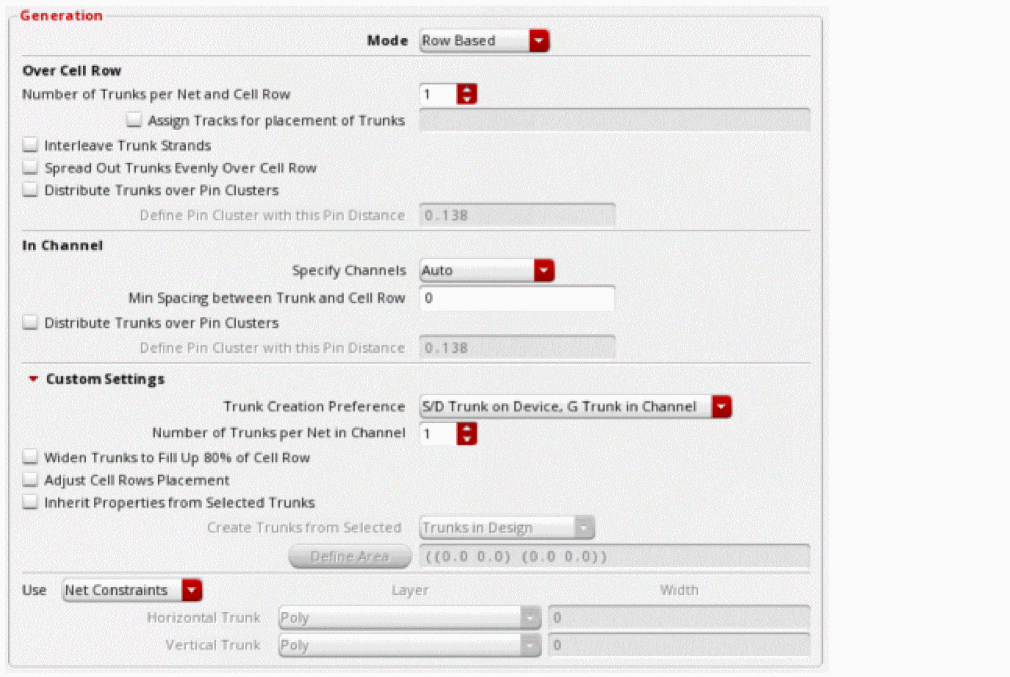 Generation
Mode Row Based
Over Cell Row
Number of Trunks per Net and Cell Row 1
Assign Tracks for placement of Trunks
Interleave Trunk Strands
Spread Out Trunks Evenly Over Cell Row
Distribute Trunks over Pin Clusters
Define Pin Cluster with this Pin Distance 0.138
In Channel
Specify Channels Auto
Min Spacing between Trunk and Cell Row 0
Distribute Trunks over Pin Clusters
Define Pin Cluster with this Pin Distance 0.138
Custom Settings
Trunk Creation Preference S/D Trunk on Device, G Trunk in Channel
Number of Trunks per Net in Channel 1
Widen Trunks to Fill Up 80% of Cell Row
Adjust Cell Rows Placement
Inherit Properties from Selected Trunks
Create Trunks from Selected Trunks in Design
Define Area ((0.0 0.0) (0.0 0.0))
Use Net Constraints Layer Width
Horizontal Trunk Poly 0
Vertical Trunk Poly 0